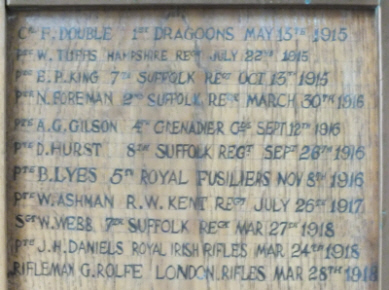 Cpl F. DOUBLE 1ST DRAGOONS MAY 15TH 1915
PTE W. TUFFS HAMPSHIRE REGT JULY 22ND 1915
PTE E. P. KING 7TH SUFFOLK REGT OCT 13TH 1915
PTE N. FOREMAN 2ND SUFFOLK REGT MARCH 30TH 1916
PTE A. G. GILSON 4TH GRENADIER GDS SEPT 12TH 1916
PTE D. HURST 8TH SUFFOLK REGT SEPT 26TH 1916
PTE B. LYES 5TH ROYAL FUSILIERS NOV 8TH 1916
PTE W. ASHMAN R. W. KENT REGT JULY 26TH 1917
SGT W. WEBB 7TH SUFFOLK REGT MAR 27TH 1918
PTE J. H. DANIELS ROYAL IRISH RIFLES MAR 24TH 1918
RIFLEMAN G. ROLFE LONDON RIFLES MAR 28TH 1918